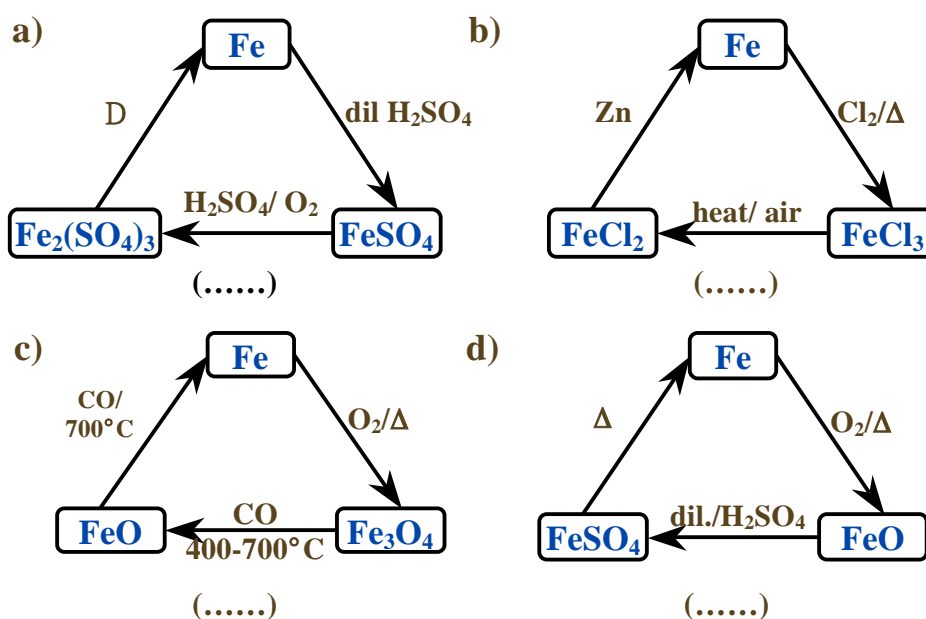 a)
Fe
D
dil H₂SO₄
H₂SO₄/ O₂
Fe₂(SO₄)₃
FeSO₄
(......)
b)
Fe
Zn
Cl₂/Δ
heat/ air
FeCl₂
FeCl₃
(......)
c)
Fe
CO/
700°C
O₂/Δ
CO
FeO
Fe₃O₄
400-700°C
(......)
d)
Fe
Δ
O₂/Δ
dil./H₂SO₄
FeSO₄
FeO
(......)